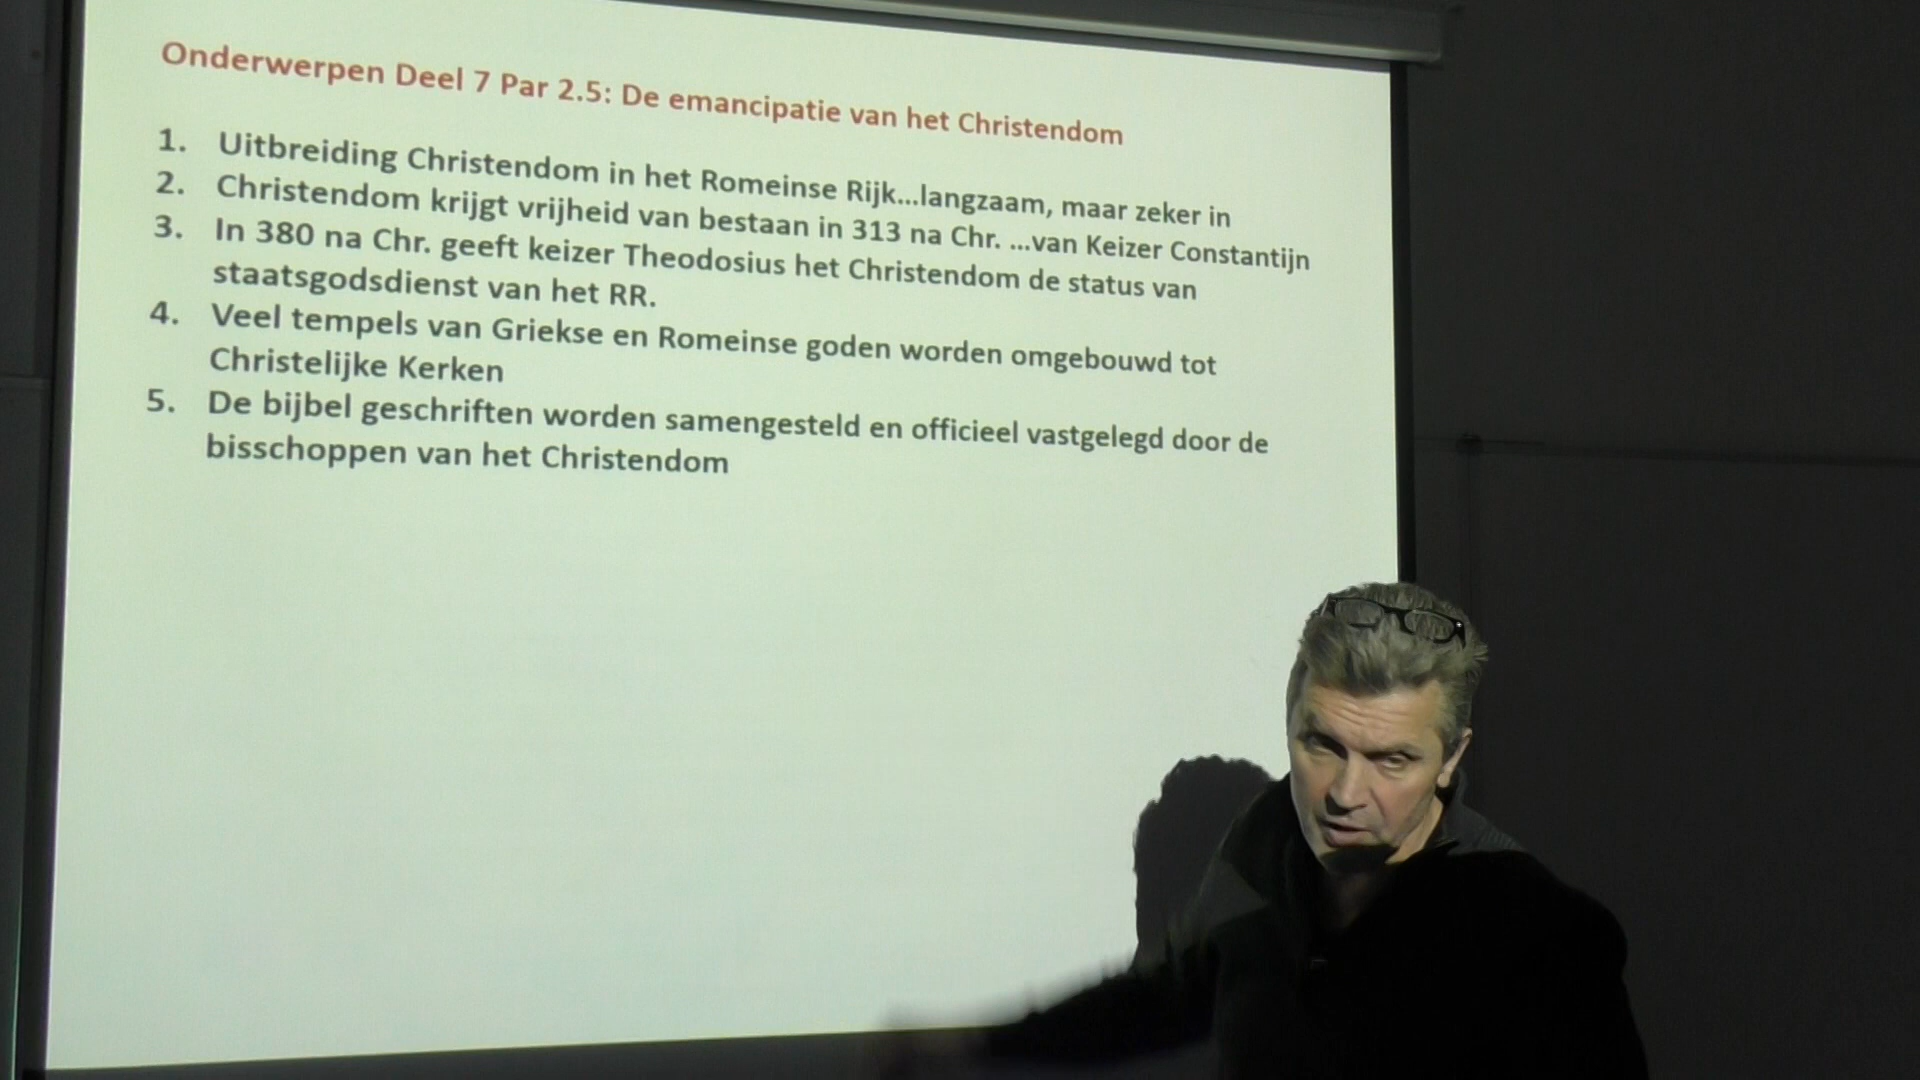 Onderwerpen Deel 7 Par 2.5: De emancipatie van het Christendom
1. Uitbreiding Christendom in het Romeinse Rijk...langzaam, maar zeker in
2. Christendom krijgt vrijheid van bestaan in 313 na Chr. ...van Keizer Constantijn
3. In 380 na Chr. geeft keizer Theodosius het Christendom de status van
staatsgodsdienst van het RR.
4. Veel tempels van Griekse en Romeinse goden worden omgebouwd tot
Christelijke Kerken
5. De bijbel geschriften worden samengesteld en officieel vastgelegd door de
bisschoppen van het Christendom